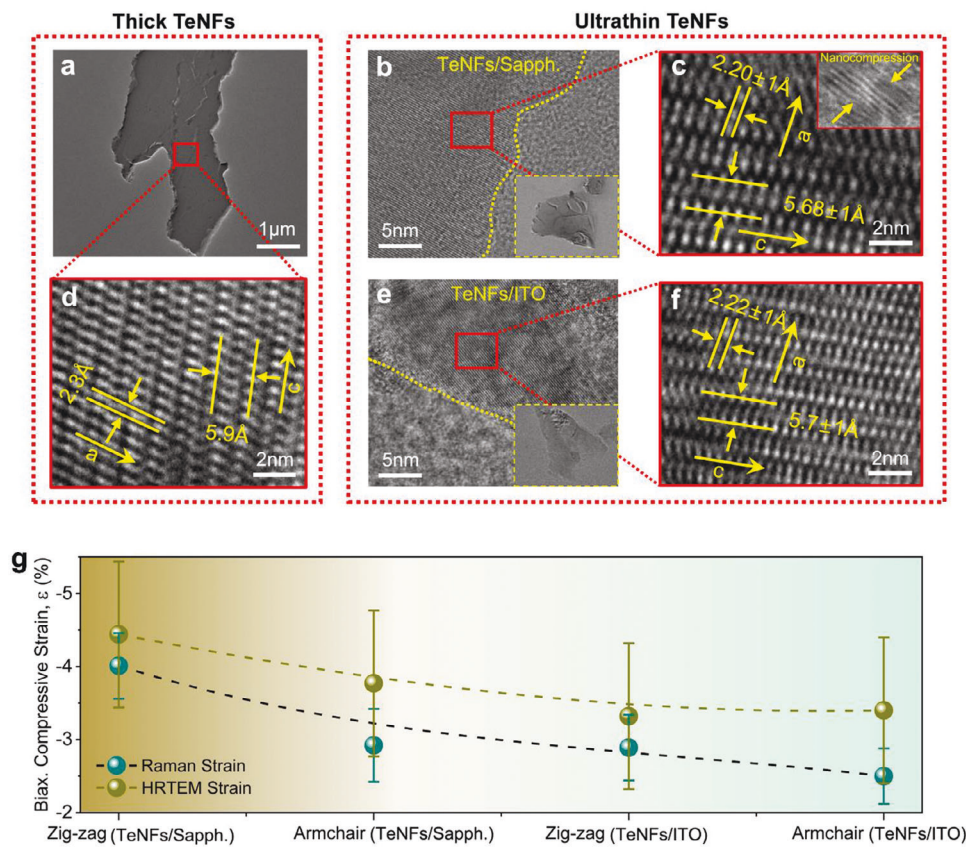 Thick TeNFs
Ultrathin TeNFs
a
1μm
b
TeNFs/Sapph.
5nm
c
Nanocompression
2.20±1Å
a
5.68±1Å
c
2nm
d
2.3Å
a
5.9Å
c
2nm
e
TeNFs/ITO
5nm
f
2.22±1Å
a
5.7±1Å
c
2nm
g
Biax. Compressive Strain, ε (%)
-5
-4
-3
-2
Raman Strain
HRTEM Strain
Zig-zag (TeNFs/Sapph.)
Armchair (TeNFs/Sapph.)
Zig-zag (TeNFs/ITO)
Armchair (TeNFs/ITO)